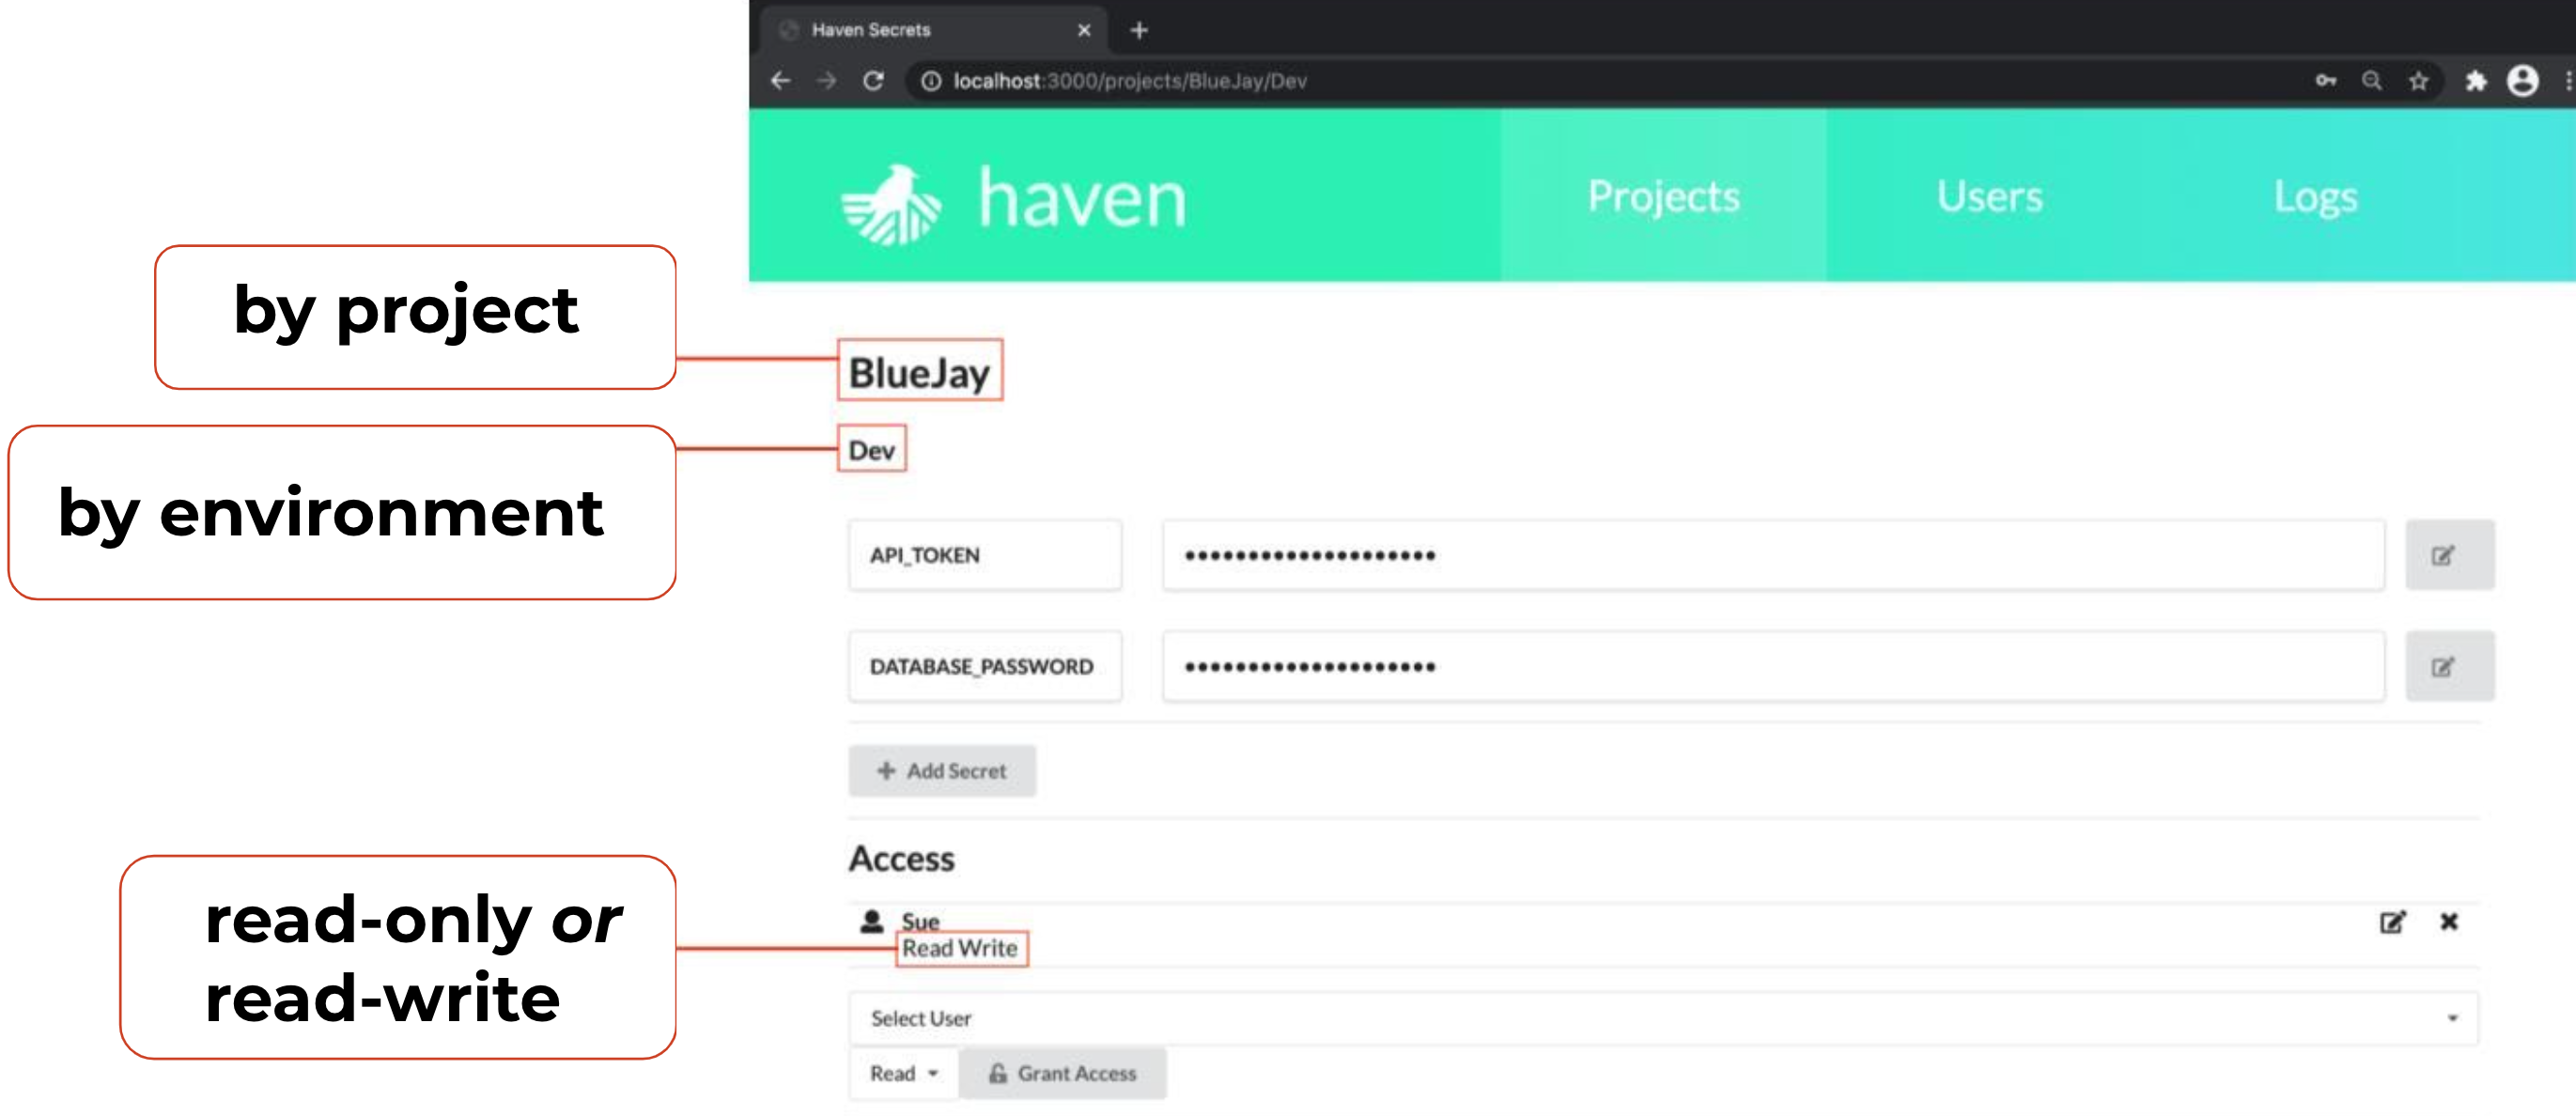 Haven Secrets
localhost:3000/projects/BlueJay/Dev
haven
Projects
Users
Logs
by project
BlueJay
by environment
Dev
API_TOKEN
••••••••••••••••••••
DATABASE_PASSWORD
••••••••••••••••••••
Add Secret
Access
read-only or
read-write
Sue
Read Write
Select User
Read
Grant Access